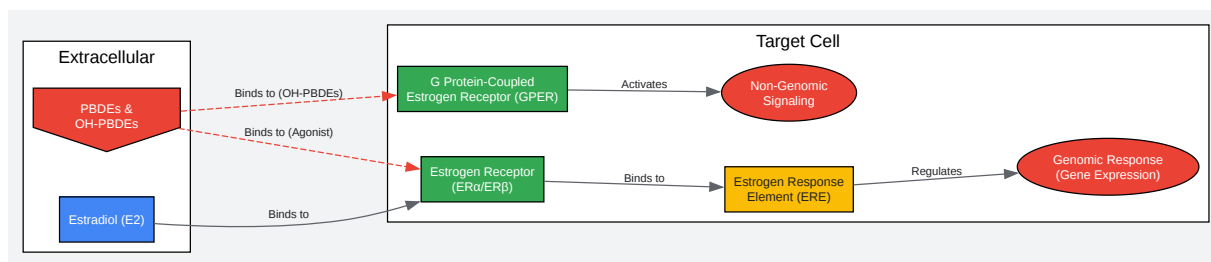 Extracellular
PBDEs &
OH-PBDEs
Estradiol (E2)
Binds to (OH-PBDEs)
Binds to (Agonist)
Binds to
Target Cell
G Protein-Coupled
Estrogen Receptor (GPER)
Activates
Non-Genomic
Signaling
Estrogen Receptor
(ERα/ERβ)
Binds to
Estrogen Response
Element (ERE)
Regulates
Genomic Response
(Gene Expression)